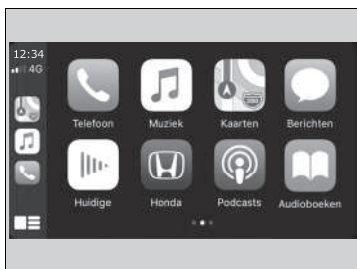 12:34
4G
Telefoon
Muziek
Kaarten
Berichten
Huidige
Honda
Podcasts
Audioboeken